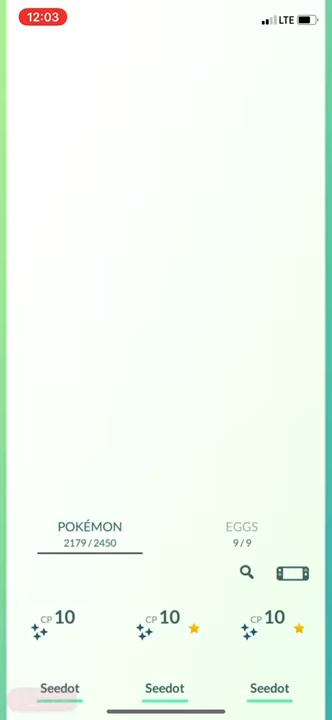 12:03 LTE
POKÉMON EGGS
2179 / 2450 9 / 9
CP 10 CP 10 CP 10
Seedot Seedot Seedot